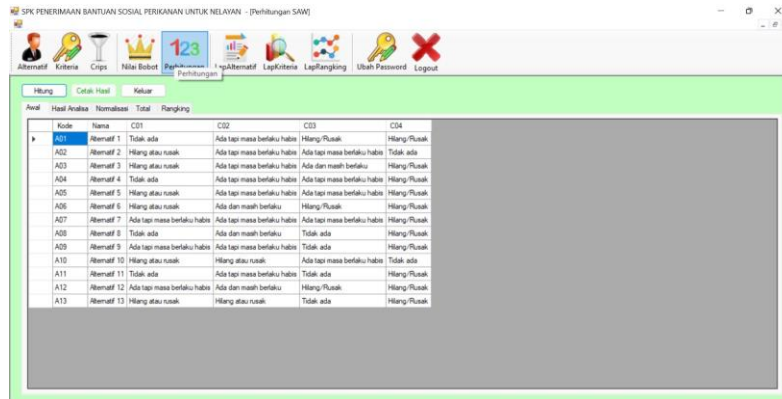 SPK PENERIMAAN BANTUAN SOSIAL PERIKANAN UNTUK NELAYAN - [Perhitungan SAW]
123
Alternatif Kriteria Crips Nilai Bobot Perhitungan LapAlternatif LapKriteria LapRangking Ubah Password Logout
Perhitungan
Hitung Cetak Hasil Keluar
Awal Hasil Analisa Normalisasi Total Rangking
Kode Nama C01 C02 C03 C04
A01 Alternatif 1 Tidak ada Ada tapi masa berlaku habis Hilang/Rusak Hilang/Rusak
A02 Alternatif 2 Hilang atau rusak Ada tapi masa berlaku habis Ada tapi masa berlaku habis Tidak ada
A03 Alternatif 3 Hilang atau rusak Ada tapi masa berlaku habis Ada dan masih berlaku Hilang/Rusak
A04 Alternatif 4 Tidak ada Ada tapi masa berlaku habis Ada tapi masa berlaku habis Hilang/Rusak
A05 Alternatif 5 Hilang atau rusak Ada tapi masa berlaku habis Ada tapi masa berlaku habis Hilang/Rusak
A06 Alternatif 6 Hilang atau rusak Ada dan masih berlaku Hilang/Rusak Hilang/Rusak
A07 Alternatif 7 Ada tapi masa berlaku habis Ada tapi masa berlaku habis Ada tapi masa berlaku habis Hilang/Rusak
A08 Alternatif 8 Tidak ada Ada dan masih berlaku Tidak ada Hilang/Rusak
A09 Alternatif 9 Ada tapi masa berlaku habis Ada tapi masa berlaku habis Tidak ada Hilang/Rusak
A10 Alternatif 10 Hilang atau rusak Hilang atau rusak Ada tapi masa berlaku habis Tidak ada
A11 Alternatif 11 Tidak ada Ada tapi masa berlaku habis Tidak ada Hilang/Rusak
A12 Alternatif 12 Ada tapi masa berlaku habis Ada dan masih berlaku Hilang/Rusak Hilang/Rusak
A13 Alternatif 13 Hilang atau rusak Hilang atau rusak Tidak ada Hilang/Rusak